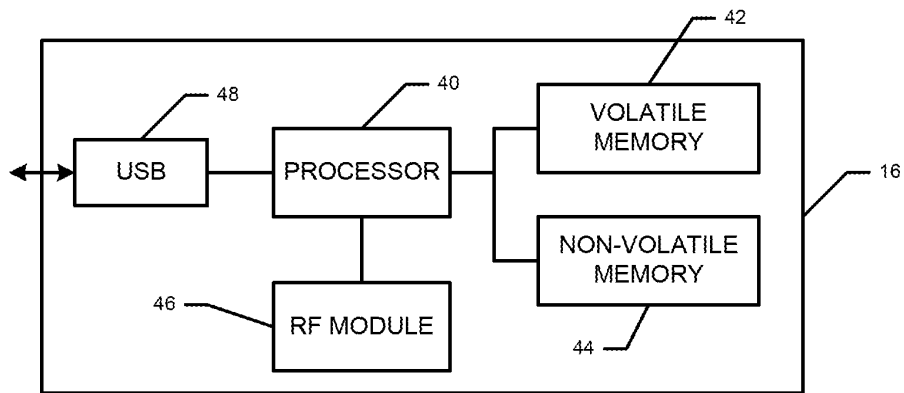 42
48
40
VOLATILE
MEMORY
USB
PROCESSOR
16
NON-VOLATILE
MEMORY
46
RF MODULE
44